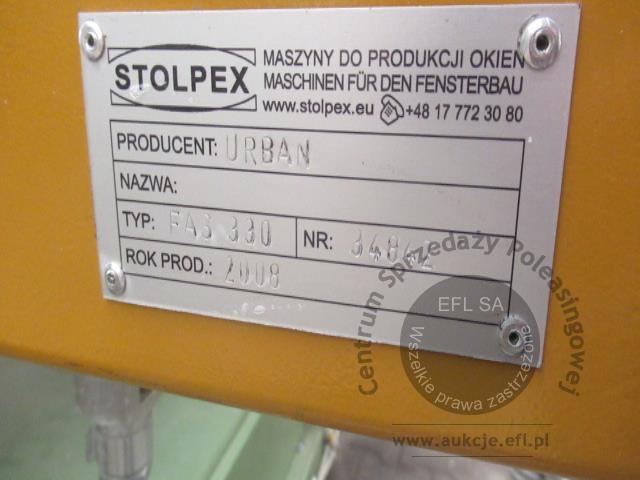 STOLPEX
MASZYNY DO PRODUKCJI OKIEN
MASCHINEN FÜR DEN FENSTERBAU
www.stolpex.eu +48 17 772 30 80
PRODUCENT: URBAN
NAZWA:
TYP: FAS 330 NR: 34842
ROK PROD.: 2008
Centrum Sprzedaży Poleasingowej
EFL SA
Wszelkie prawa zastrzeżone
www.aukcje.efl.pl